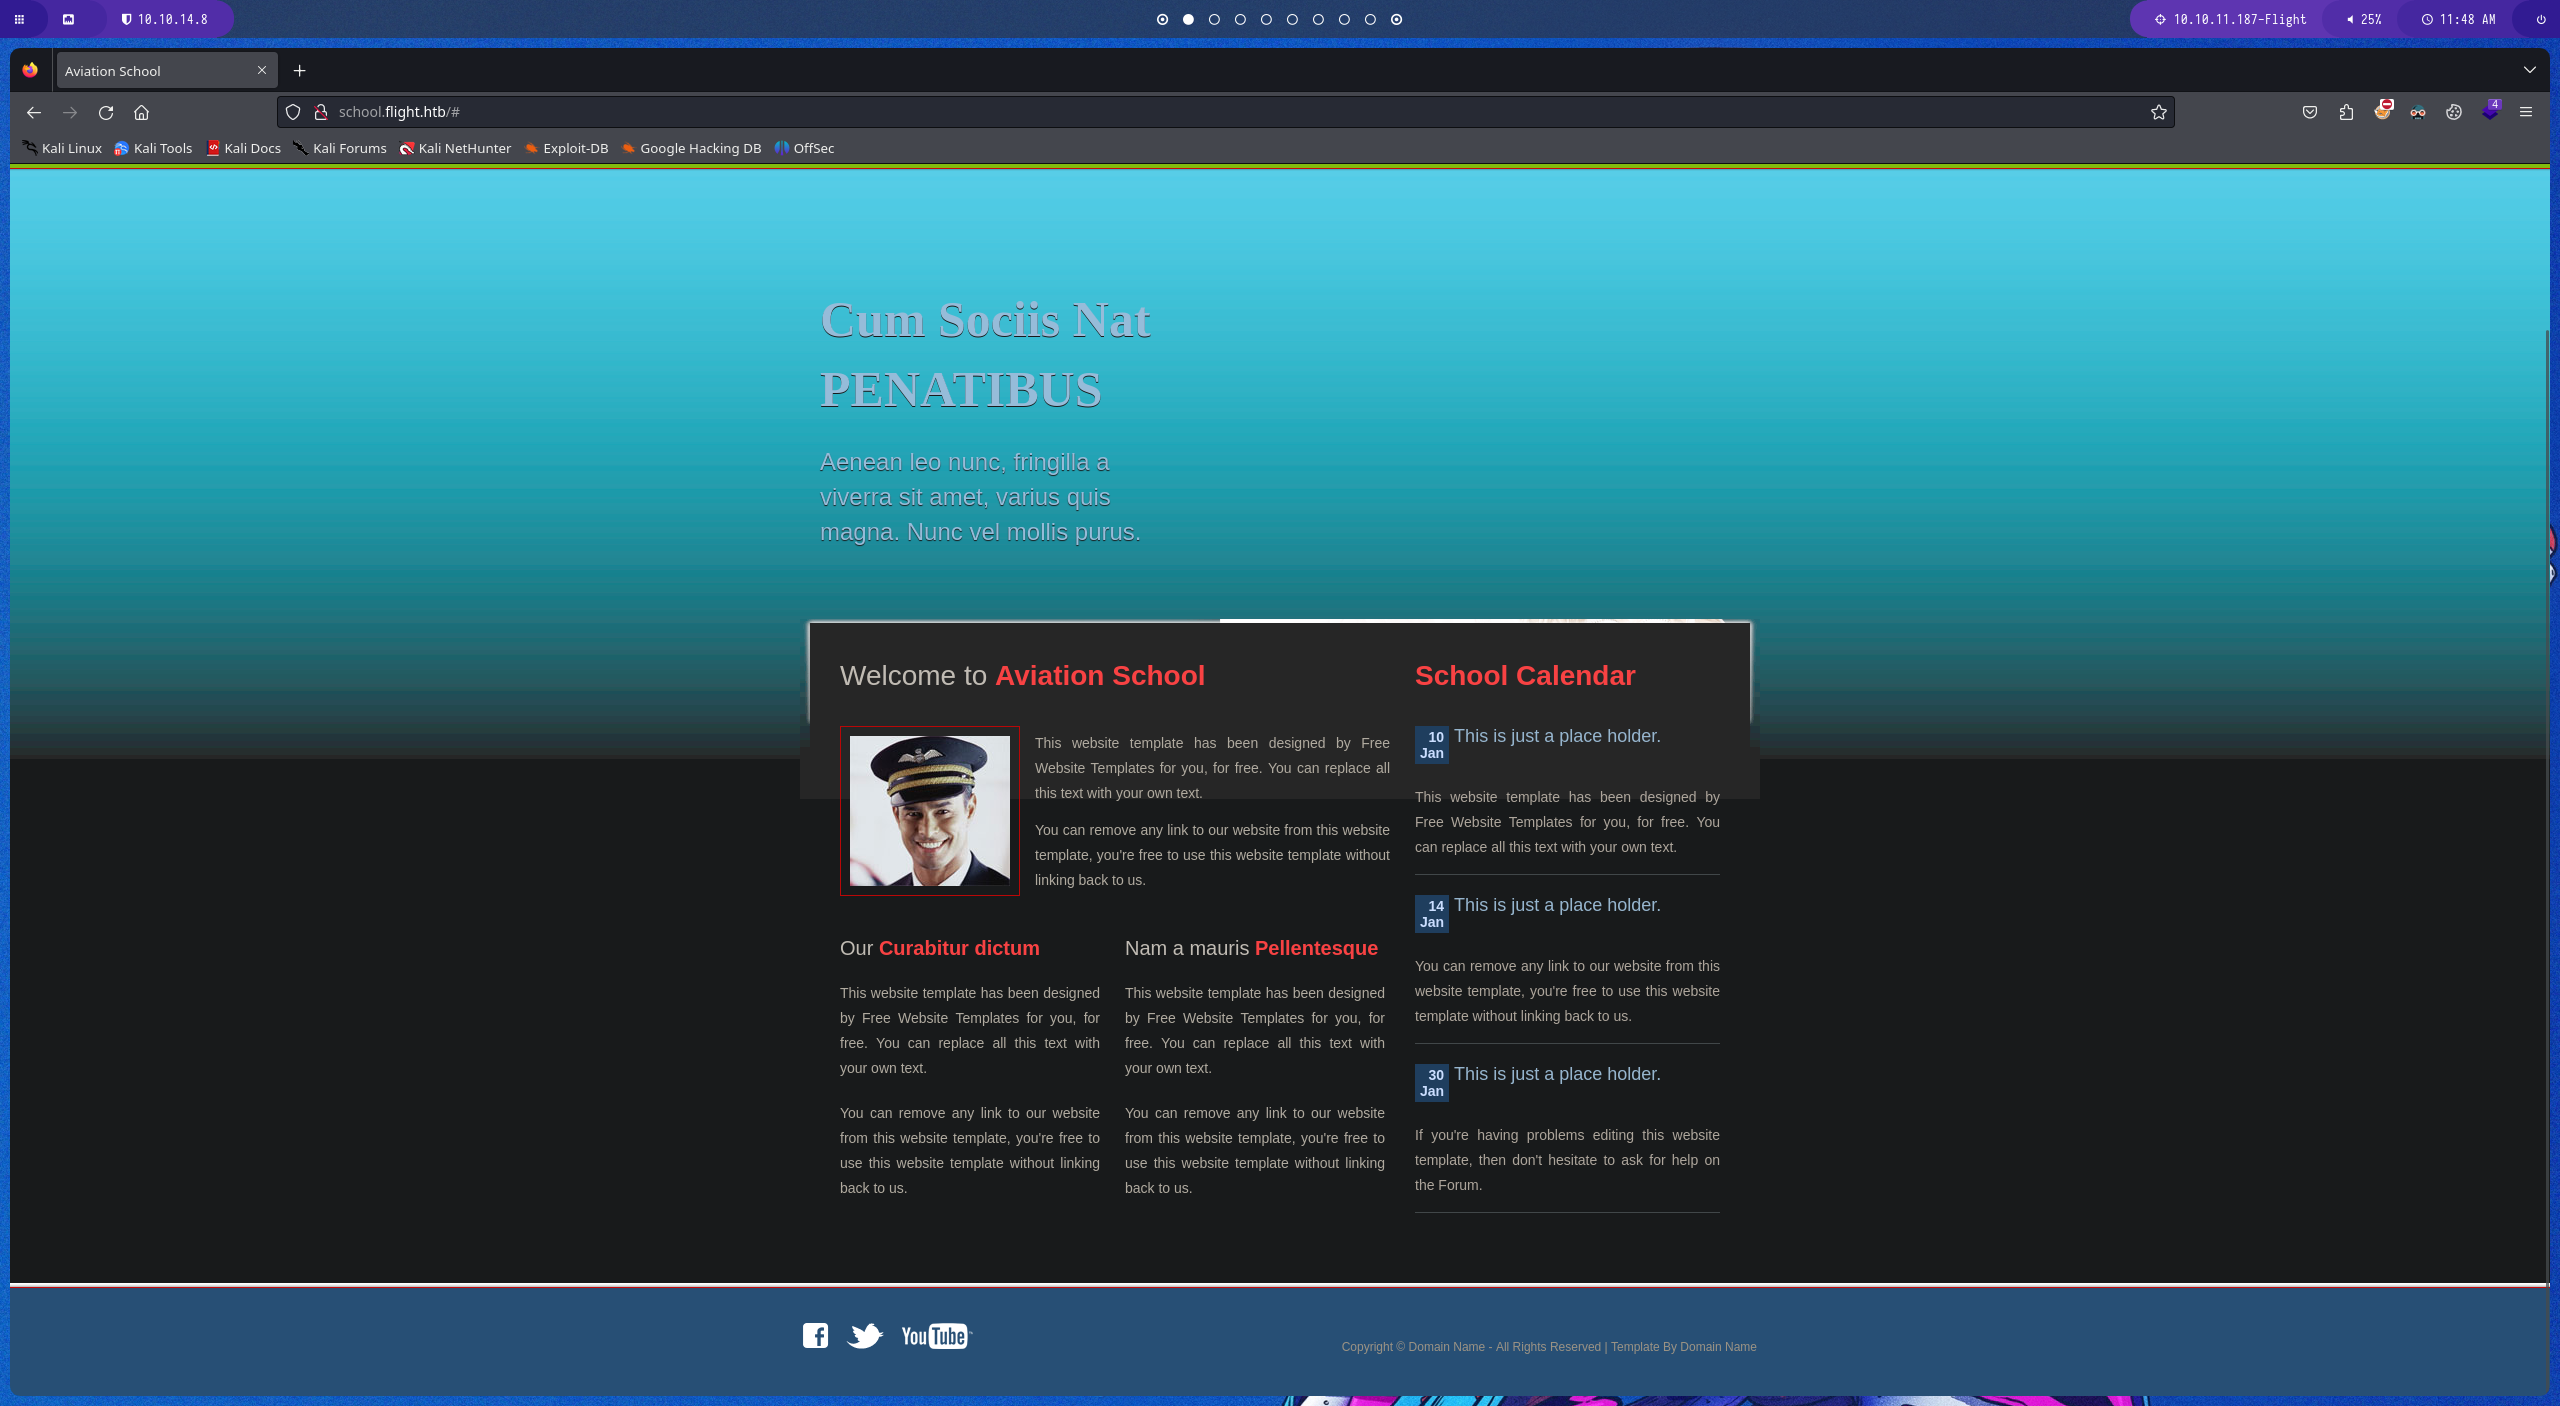 10.10.14.8
10.10.11.187-Flight
25%
11:48 AM
Aviation School
school.flight.htb/#
4
Kali Linux
Kali Tools
Kali Docs
Kali Forums
Kali NetHunter
Exploit-DB
Google Hacking DB
OffSec
Cum Sociis Nat
PENATIBUS
Aenean leo nunc, fringilla a
viverra sit amet, varius quis
magna. Nunc vel mollis purus.
Welcome to Aviation School
This website template has been designed by Free
Website Templates for you, for free. You can replace all
this text with your own text.
You can remove any link to our website from this website
template, you're free to use this website template without
linking back to us.
Our Curabitur dictum
This website template has been designed
by Free Website Templates for you, for
free. You can replace all this text with
your own text.
You can remove any link to our website
from this website template, you're free to
use this website template without linking
back to us.
Nam a mauris Pellentesque
This website template has been designed
by Free Website Templates for you, for
free. You can replace all this text with
your own text.
You can remove any link to our website
from this website template, you're free to
use this website template without linking
back to us.
School Calendar
10
Jan
This is just a place holder.
This website template has been designed by
Free Website Templates for you, for free. You
can replace all this text with your own text.
14
Jan
This is just a place holder.
You can remove any link to our website from this
website template, you're free to use this website
template without linking back to us.
30
Jan
This is just a place holder.
If you're having problems editing this website
template, then don't hesitate to ask for help on
the Forum.
YouTube
Copyright © Domain Name - All Rights Reserved | Template By Domain Name